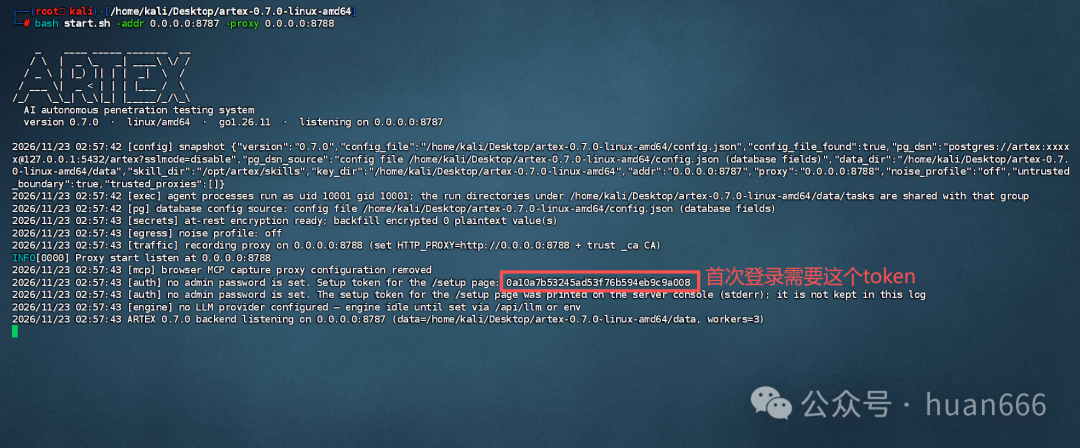 (root㉿kali)-[/home/kali/Desktop/artex-0.7.0-linux-amd64]
# bash start.sh -addr 0.0.0.0:8787 -proxy 0.0.0.0:8788
ARTEX
AI autonomous penetration testing system
version 0.7.0 · linux/amd64 · go1.26.11 · listening on 0.0.0.0:8787
2026/11/23 02:57:42 [config] snapshot {"version":"0.7.0","config_file":"/home/kali/Desktop/artex-0.7.0-linux-amd64/config.json","config_file_found":true,"pg_dsn":"postgres://artex:xxxx
x@127.0.0.1:5432/artex?sslmode=disable","pg_dsn_source":"config file /home/kali/Desktop/artex-0.7.0-linux-amd64/config.json (database fields)","data_dir":"/home/kali/Desktop/artex-0.7.
0-linux-amd64/data","skill_dir":"/opt/artex/skills","key_dir":"/home/kali/Desktop/artex-0.7.0-linux-amd64","addr":"0.0.0.0:8787","proxy":"0.0.0.0:8788","noise_profile":"off","untrusted
_boundary":true,"trusted_proxies":[]}
2026/11/23 02:57:42 [exec] agent processes run as uid 10001 gid 10001; the run directories under /home/kali/Desktop/artex-0.7.0-linux-amd64/data/tasks are shared with that group
2026/11/23 02:57:42 [pg] database config source: config file /home/kali/Desktop/artex-0.7.0-linux-amd64/config.json (database fields)
2026/11/23 02:57:43 [secrets] at-rest encryption ready; backfill encrypted 0 plaintext value(s)
2026/11/23 02:57:43 [egress] noise profile: off
2026/11/23 02:57:43 [traffic] recording proxy on 0.0.0.0:8788 (set HTTP_PROXY=http://0.0.0.0:8788 + trust _ca CA)
INFO[0000] Proxy start listen at 0.0.0.0:8788
2026/11/23 02:57:43 [mcp] browser MCP capture proxy configuration removed
2026/11/23 02:57:43 [auth] no admin password is set. Setup token for the /setup page: 0a10a7b53245ad53f76b594eb9c9a008 首次登录需要这个token
2026/11/23 02:57:43 [auth] no admin password is set. The setup token for the /setup page was printed on the server console (stderr); it is not kept in this log
2026/11/23 02:57:43 [engine] no LLM provider configured — engine idle until set via /api/llm or env
2026/11/23 02:57:43 ARTEX 0.7.0 backend listening on 0.0.0.0:8787 (data=/home/kali/Desktop/artex-0.7.0-linux-amd64/data, workers=3)
公众号 · huan666